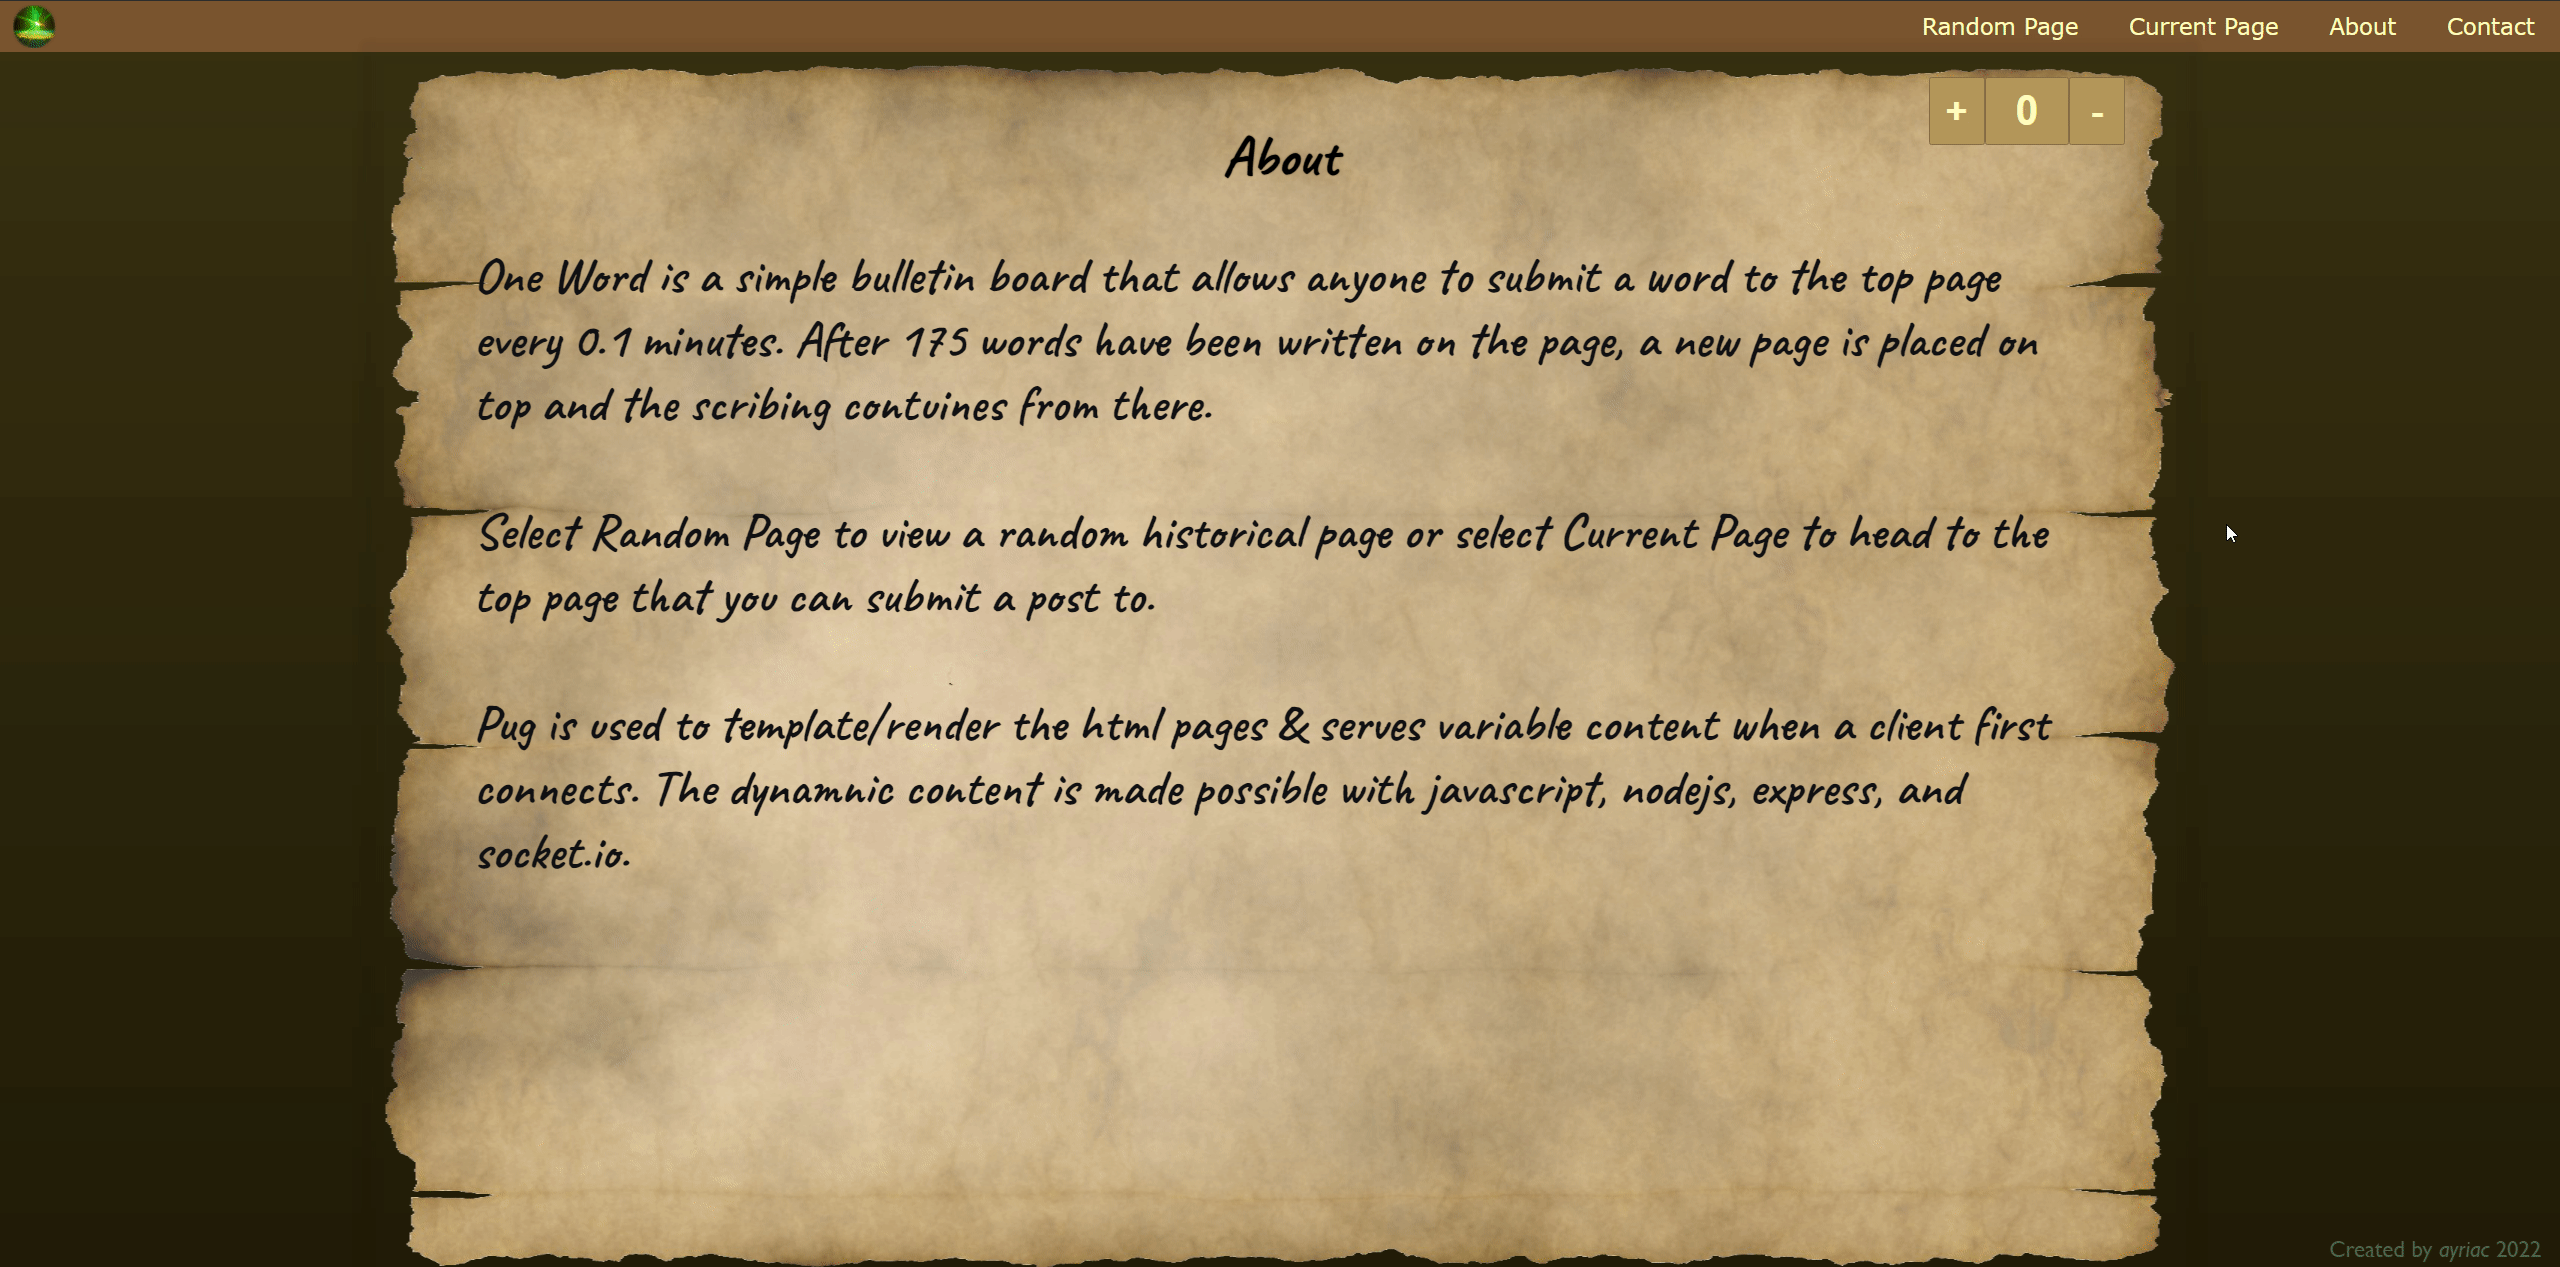 Random Page Current Page About Contact
+ 0 -
About
One Word is a simple bulletin board that allows anyone to submit a word to the top page
every 0.1 minutes. After 175 words have been written on the page, a new page is placed on
top and the scribing contuines from there.
Select Random Page to view a random historical page or select Current Page to head to the
top page that you can submit a post to.
Pug is used to template/render the html pages & serves variable content when a client first
connects. The dynamnic content is made possible with javascript, nodejs, express, and
socket.io.
Created by ayriac 2022